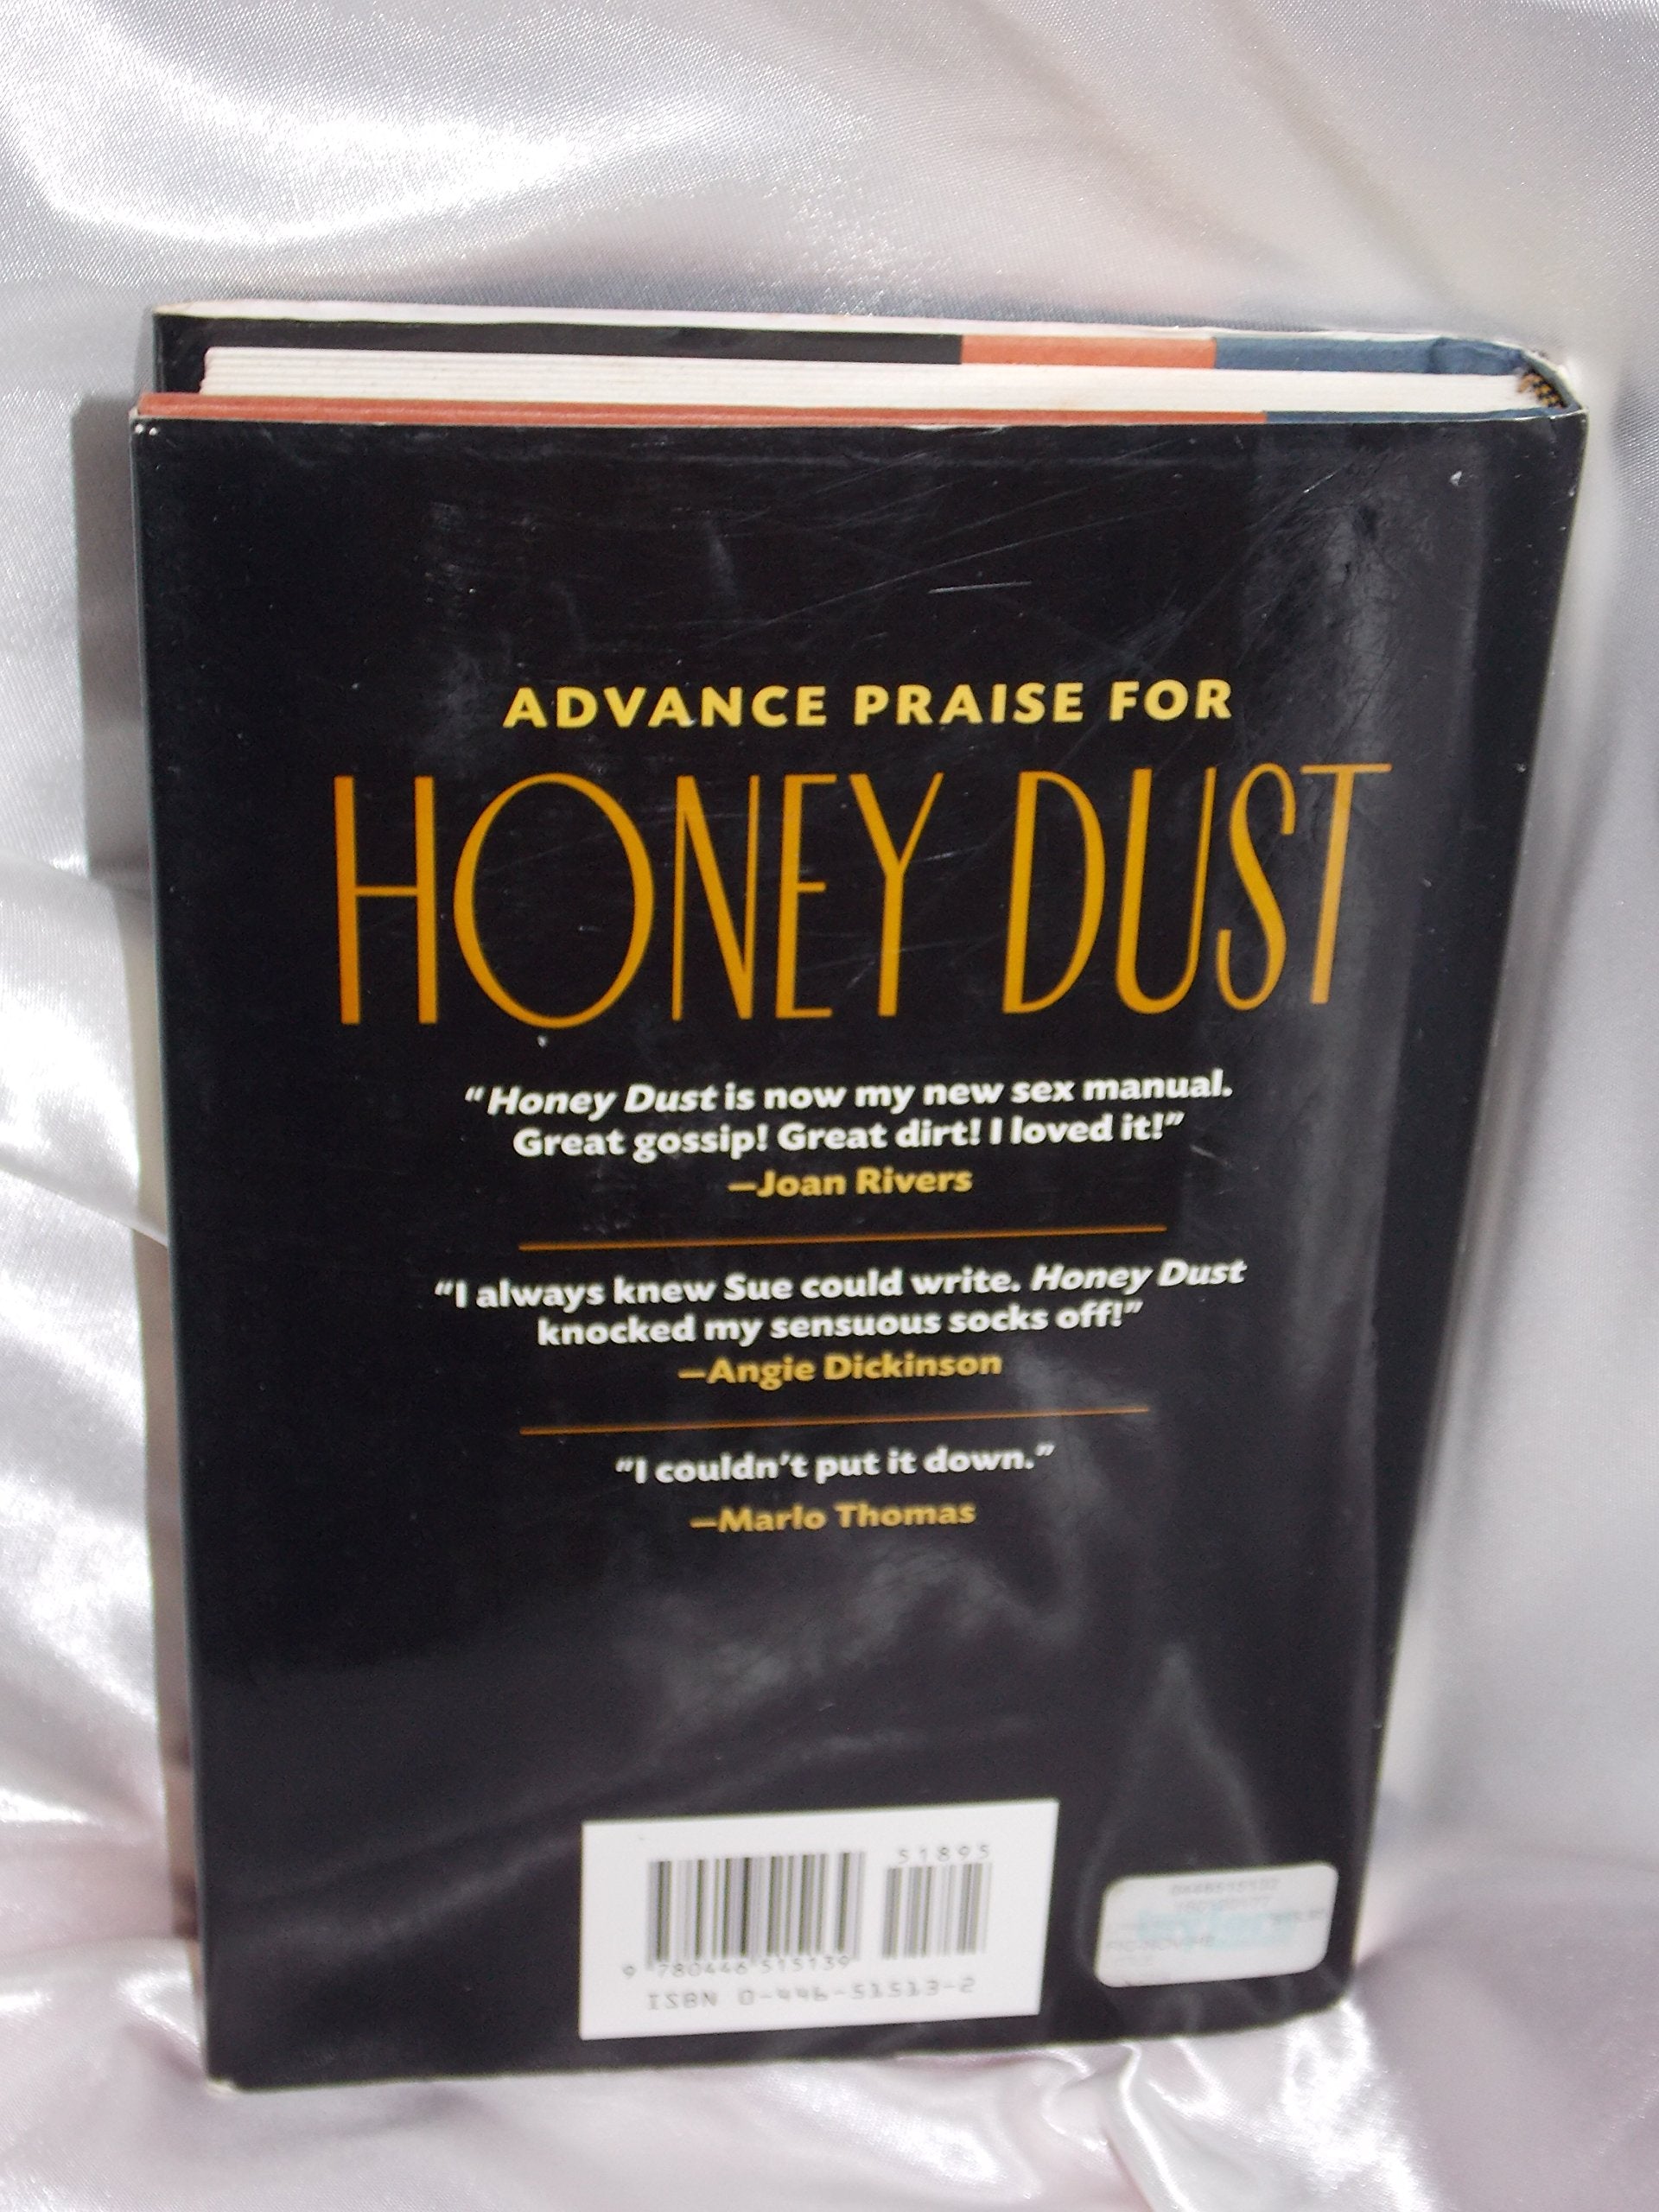 ADVANCE PRAISE FOR
HONEY DUST
“Honey Dust is now my new sex manual.
Great gossip! Great dirt! I loved it!”
—Joan Rivers
“I always knew Sue could write. Honey Dust
knocked my sensuous socks off!”
—Angie Dickinson
“I couldn't put it down.”
—Marlo Thomas
51895
9 780446 515139
ISBN 0-446-51513-2